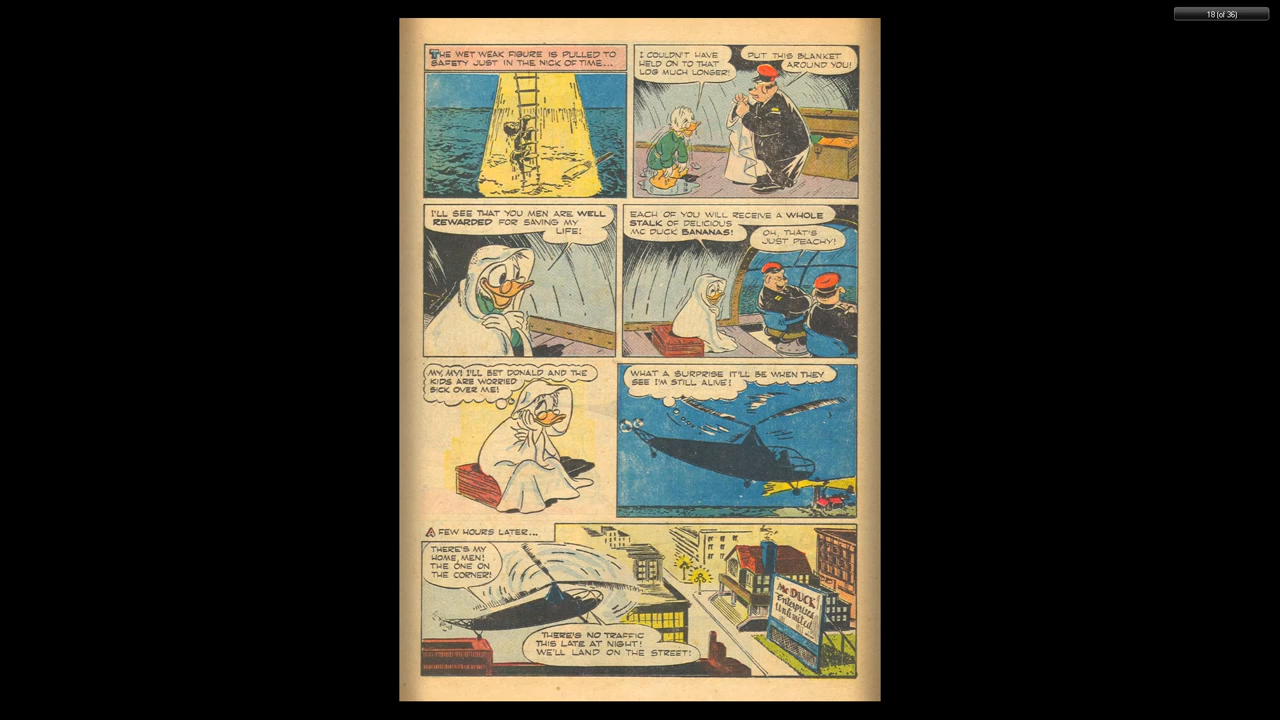 18 (of 36)
THE WET WEAK FIGURE IS PULLED TO
SAFETY JUST IN THE NICK OF TIME...
I COULDN'T HAVE
HELD ON TO THAT
LOG MUCH LONGER!
PUT THIS BLANKET
AROUND YOU!
I'LL SEE THAT YOU MEN ARE WELL
REWARDED FOR SAVING MY
LIFE!
EACH OF YOU WILL RECEIVE A WHOLE
STALK OF DELICIOUS
MC DUCK BANANAS!
OH, THAT'S
JUST PEACHY!
MY, MY! I'LL BET DONALD AND THE
KIDS ARE WORRIED
SICK OVER ME!
WHAT A SURPRISE IT'LL BE WHEN THEY
SEE I'M STILL ALIVE!
A FEW HOURS LATER...
THERE'S MY
HOME, MEN!
THE ONE ON
THE CORNER!
THERE'S NO TRAFFIC
THIS LATE AT NIGHT!
WE'LL LAND ON THE STREET!
MC DUCK
Enterprises
Unlimited